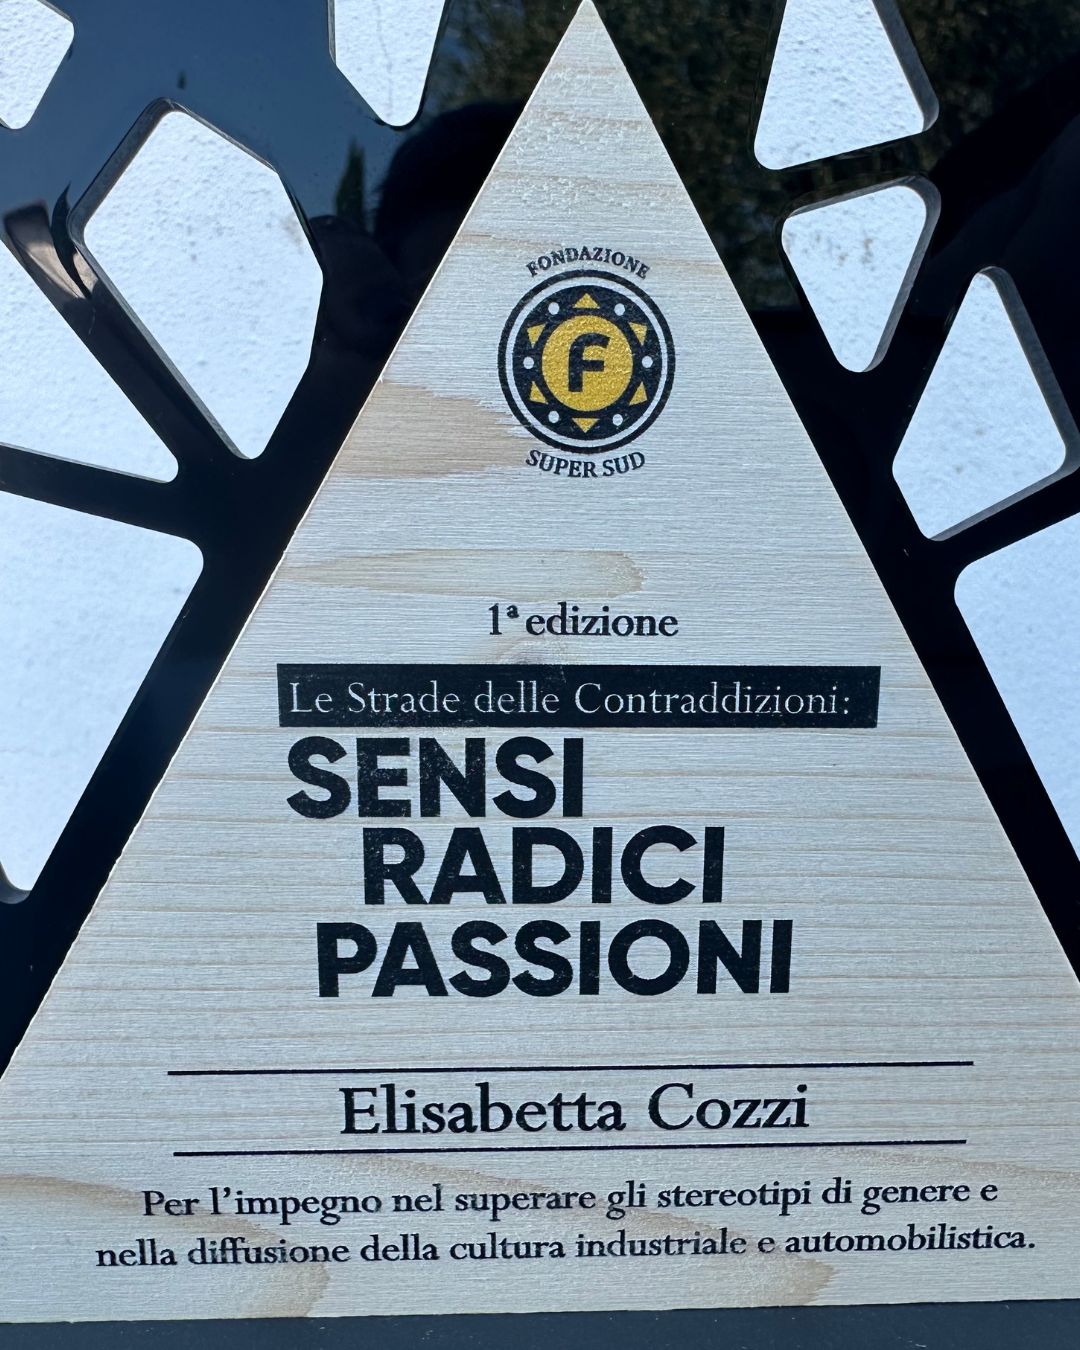 FONDAZIONE
F
SUPER SUD
1ª edizione
Le Strade delle Contraddizioni:
SENSI
RADICI
PASSIONI
Elisabetta Cozzi
Per l’impegno nel superare gli stereotipi di genere e
nella diffusione della cultura industriale e automobilistica.